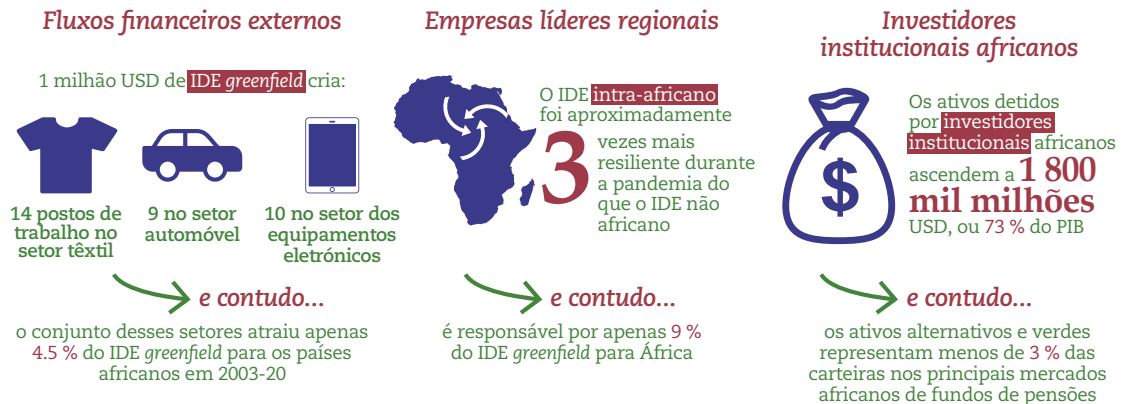 Fluxos financeiros externos
1 milhão USD de IDE greenfield cria:
14 postos de
trabalho no
setor têxtil
9 no setor
automóvel
10 no setor dos
equipamentos
eletrónicos
e contudo...
o conjunto desses setores atraiu apenas
4.5 % do IDE greenfield para os países
africanos em 2003-20
Empresas líderes regionais
O IDE intra-africano
foi aproximadamente
3
vezes mais
resiliente durante
a pandemia do
que o IDE não
africano
e contudo...
é responsável por apenas 9 %
do IDE greenfield para África
Investidores
institucionais africanos
$
Os ativos detidos
por investidores
institucionais africanos
ascendem a 1 800
mil milhões
USD, ou 73 % do PIB
e contudo...
os ativos alternativos e verdes
representam menos de 3 % das
carteiras nos principais mercados
africanos de fundos de pensões